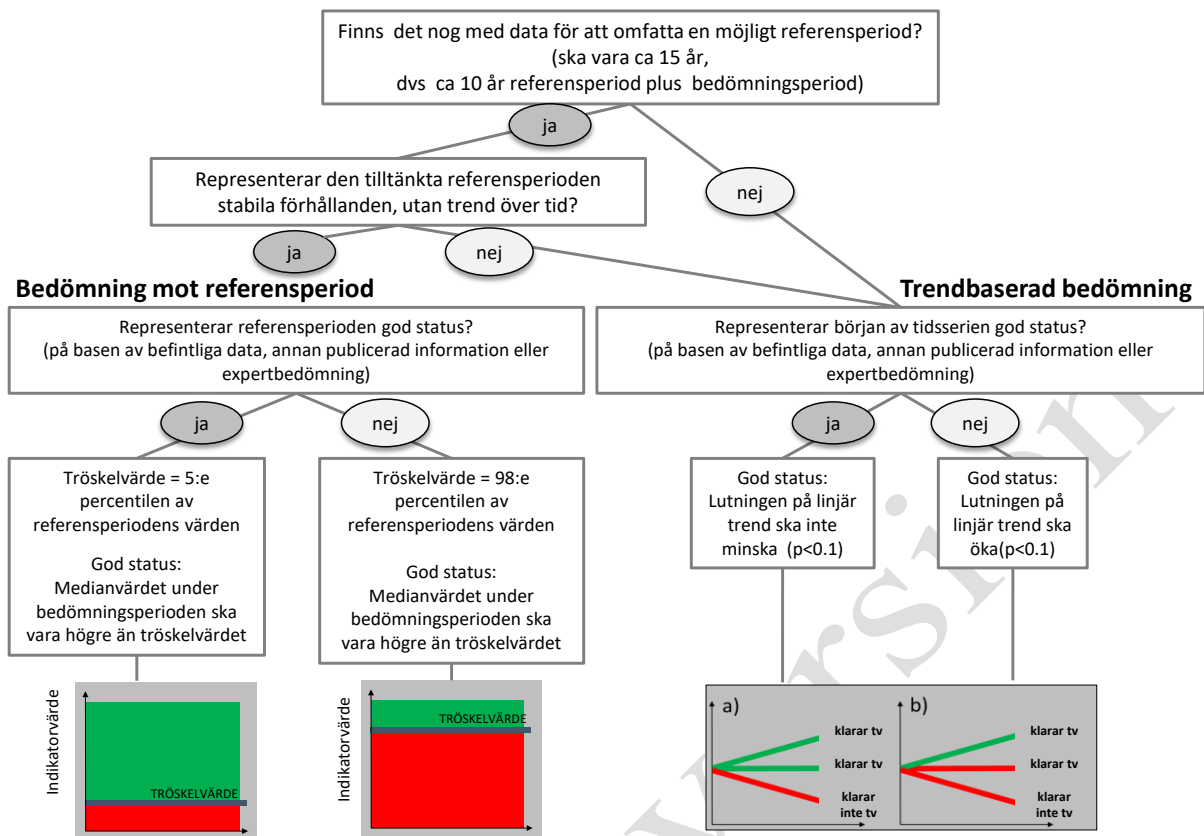 Finns det nog med data för att omfatta en möjligt referensperiod?
(ska vara ca 15 år,
dvs ca 10 år referensperiod plus bedömningsperiod)
ja
nej
Representerar den tilltänkta referensperioden
stabila förhållanden, utan trend över tid?
ja
nej
Bedömning mot referensperiod
Trendbaserad bedömning
Representerar referensperioden god status?
(på basen av befintliga data, annan publicerad information eller
expertbedömning)
Representerar början av tidsserien god status?
(på basen av befintliga data, annan publicerad information eller
expertbedömning)
ja
nej
ja
nej
Tröskelvärde = 5:e
percentilen av
referensperiodens värden
God status:
Medianvärdet under
bedömningsperioden ska
vara högre än tröskelvärdet
Tröskelvärde = 98:e
percentilen av
referensperiodens värden
God status:
Medianvärdet under
bedömningsperioden ska
vara högre än tröskelvärdet
God status:
Lutningen på linjär
trend ska inte
minska (p<0.1)
God status:
Lutningen på
linjär trend ska
öka(p<0.1)
Indikatorvärde
TRÖSKELVÄRDE
Indikatorvärde
TRÖSKELVÄRDE
a)
klarar tv
klarar tv
klarar
inte tv
b)
klarar tv
klarar tv
klarar
inte tv
version